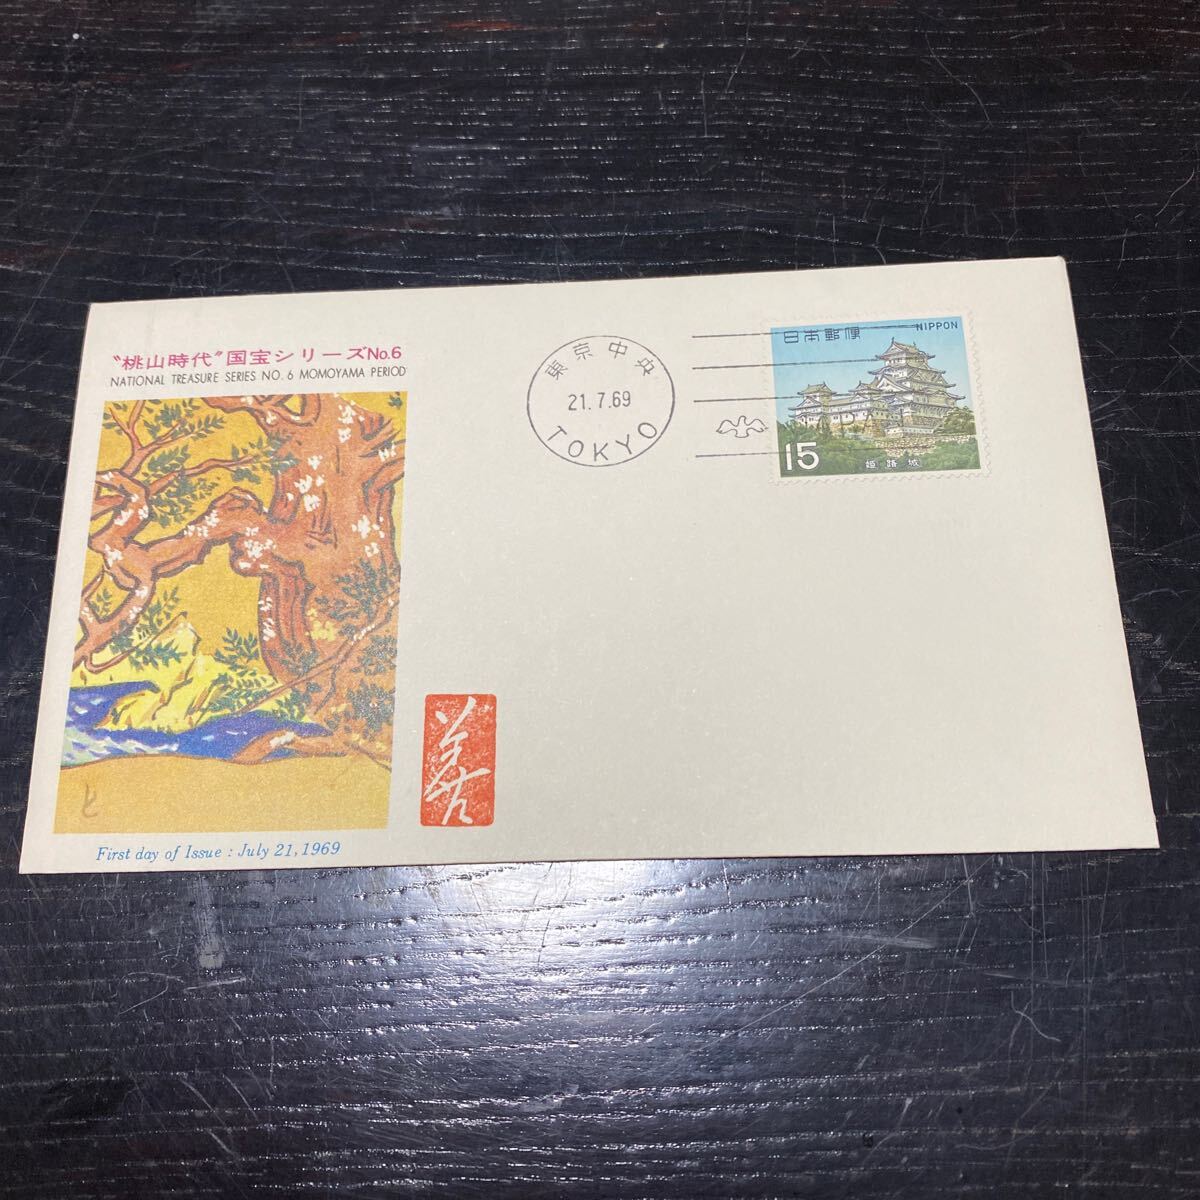 〝桃山時代〞国宝シリーズNo.6
NATIONAL TREASURE SERIES NO. 6 MOMOYAMA PERIOD
東京中央
21.7.69
TOKYO
日本郵便 NIPPON
15 姫路城
First day of Issue : July 21, 1969